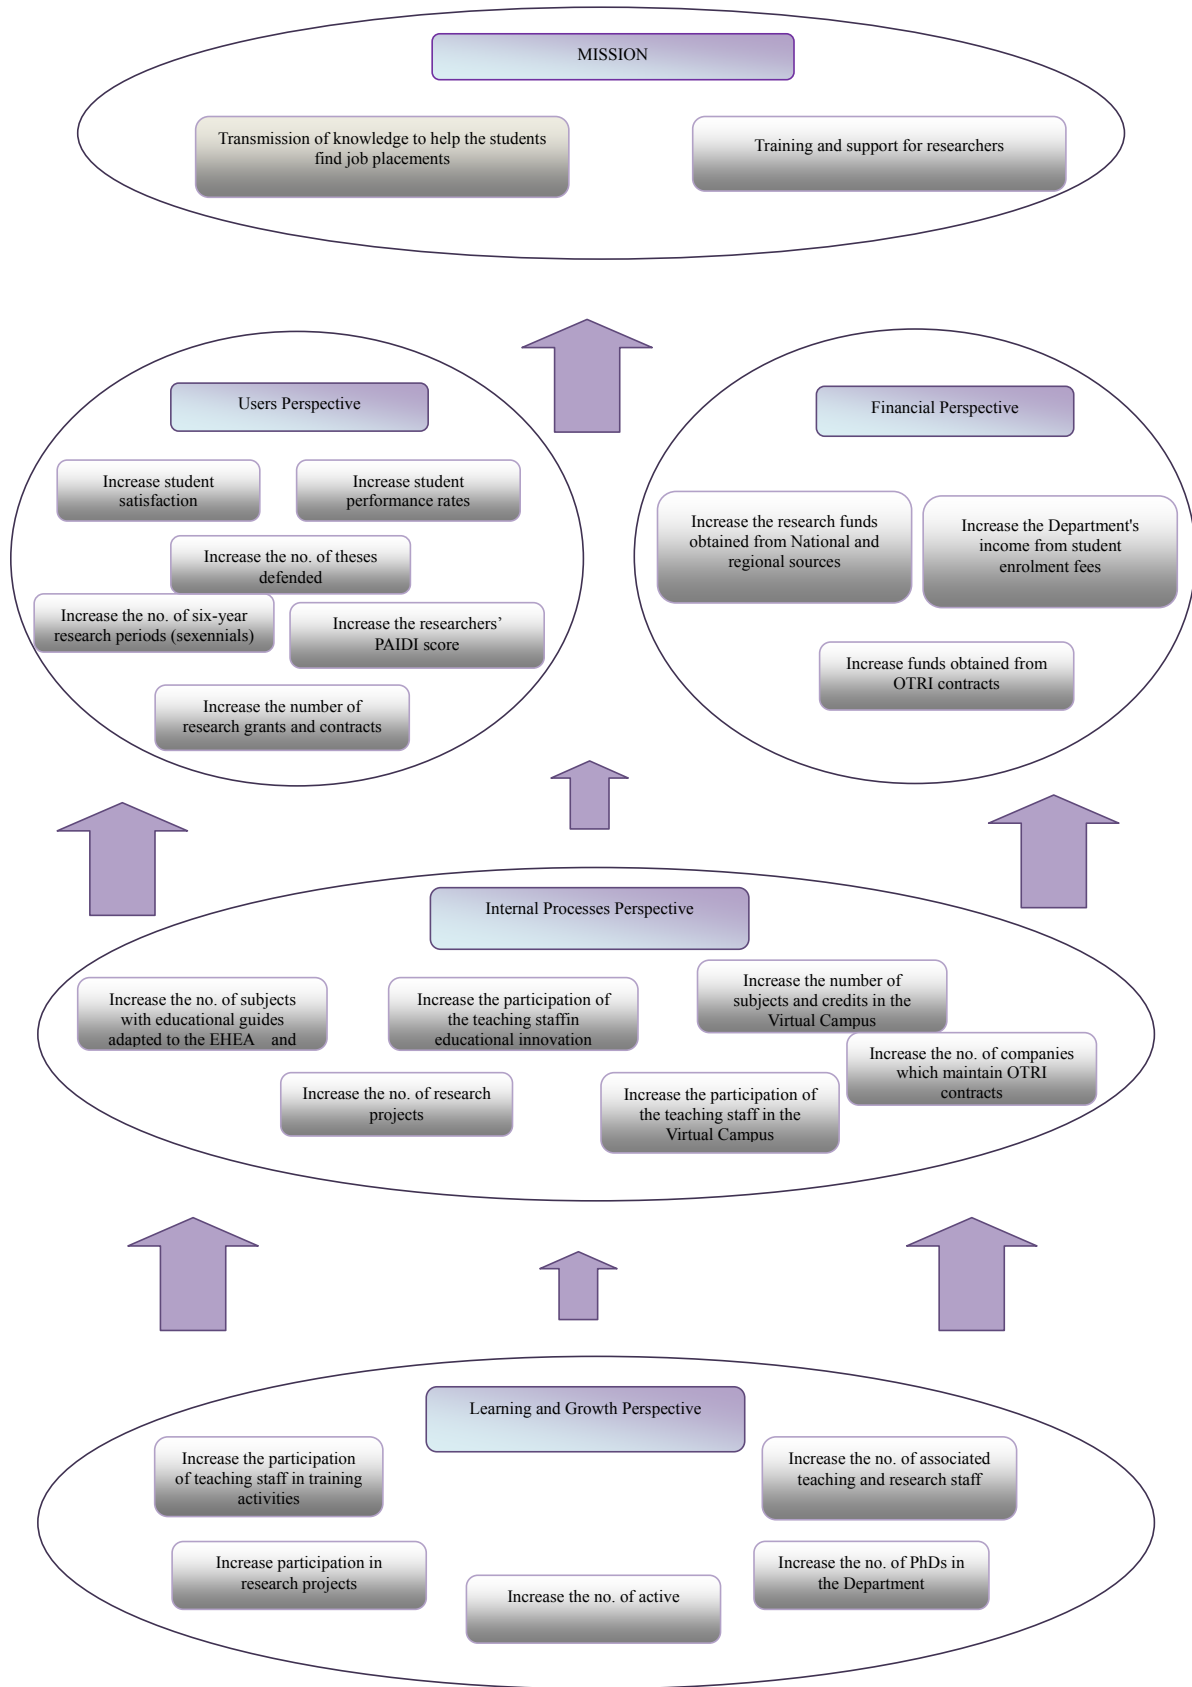 MISSION
Transmission of knowledge to help the students
find job placements
Training and support for researchers
Users Perspective
Increase student
satisfaction
Increase student
performance rates
Increase the no. of theses
defended
Increase the no. of six-year
research periods (sexennials)
Increase the researchers’
PAIDI score
Increase the number of
research grants and contracts
Financial Perspective
Increase the research funds
obtained from National and
regional sources
Increase the Department's
income from student
enrolment fees
Increase funds obtained from
OTRI contracts
Internal Processes Perspective
Increase the no. of subjects
with educational guides
adapted to the EHEA and
Increase the participation of
the teaching staffin
educational innovation
Increase the number of
subjects and credits in the
Virtual Campus
Increase the no. of companies
which maintain OTRI
contracts
Increase the no. of research
projects
Increase the participation of
the teaching staff in the
Virtual Campus
Learning and Growth Perspective
Increase the participation
of teaching staff in training
activities
Increase the no. of associated
teaching and research staff
Increase participation in
research projects
Increase the no. of active
Increase the no. of PhDs in
the Department